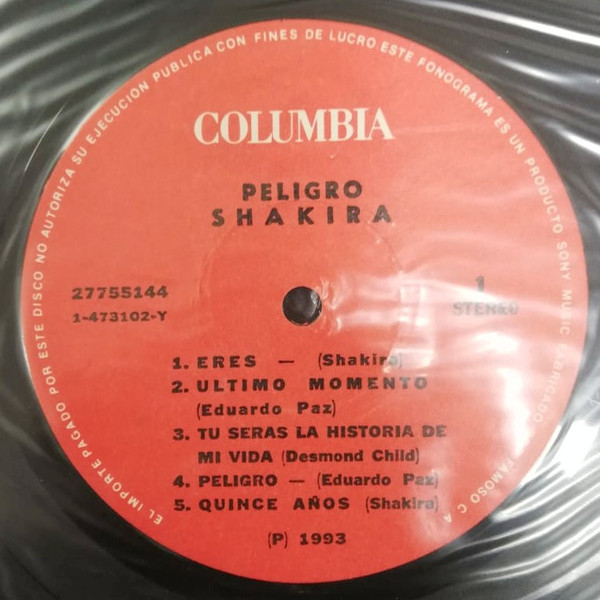 EL IMPORTE PAGADO POR ESTE DISCO NO AUTORIZA SU EJECUCION PUBLICA CON FINES DE LUCRO. ESTE FONOGRAMA ES UN PRODUCTO SONY MUSIC FABRICADO FAMOSO C A
COLUMBIA
PELIGRO
SHAKIRA
27755144
1-473102-Y
1
STEREO
1. ERES — (Shakira)
2. ULTIMO MOMENTO
(Eduardo Paz)
3. TU SERAS LA HISTORIA DE
MI VIDA (Desmond Child)
4. PELIGRO — (Eduardo Paz)
5. QUINCE AÑOS (Shakira)
(P) 1993